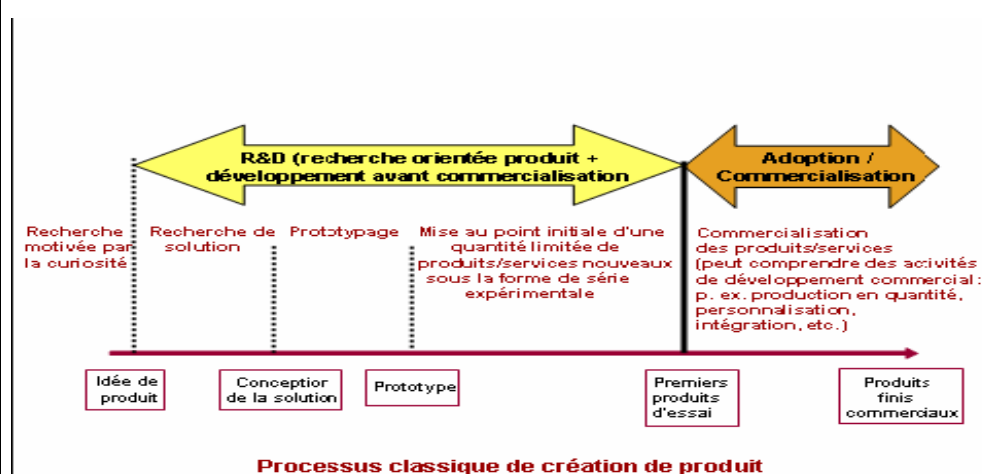 R&D (recherche orientée produit +
développement avant commercialisation
Adoption /
Commercialisation
Recherche
motivée par
la curiosité
Recherche de
solution
Prototypage
Mise au point initiale d'une
quantité limitée de
produits/services nouveaux
sous la forme de série
expérimentale
Commercialisation
des produits/services
(peut comprendre des activités
de développement commercial :
p. ex. production en quantité,
personnalisation,
intégration, etc.)
Idée de
produit
Conception
de la solution
Prototype
Premiers
produits
d'essai
Produits
finis
commerciaux
Processus classique de création de produit